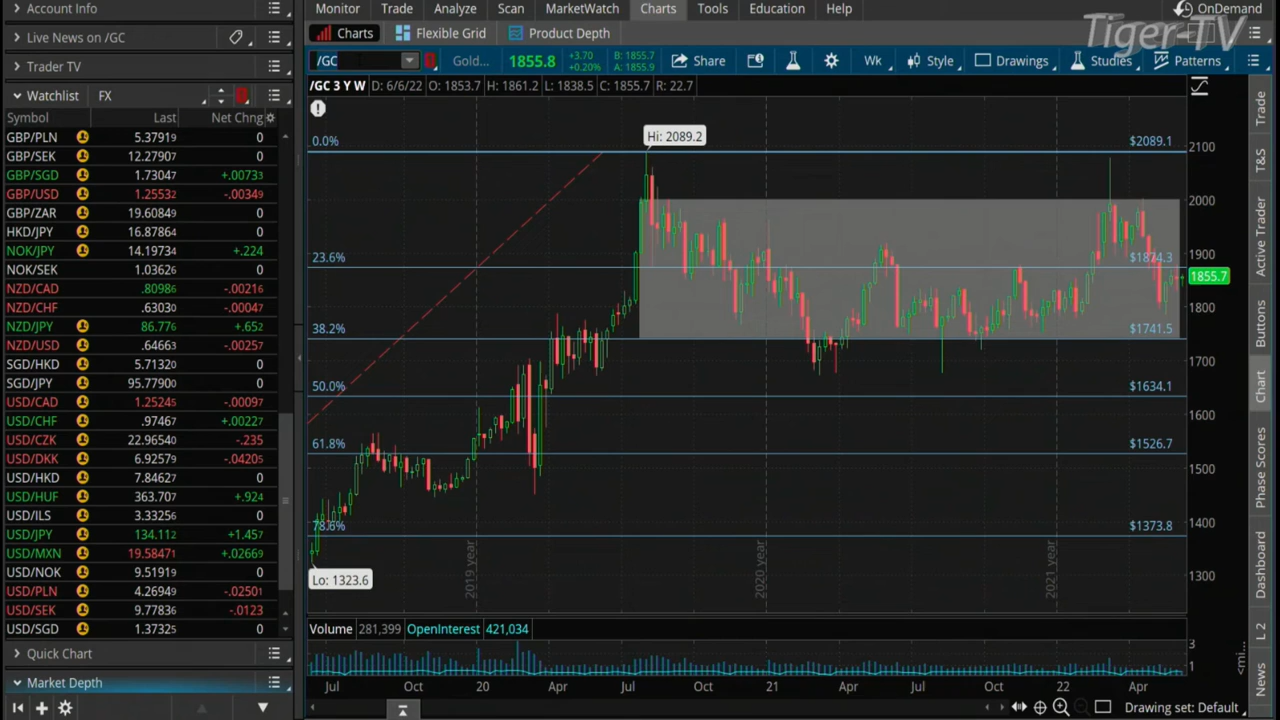 Account Info
Live News on /GC
Trader TV
Watchlist FX
Symbol Last Net Chng
GBP/PLN 5.37919 0
GBP/SEK 12.27907 0
GBP/SGD 1.73047 +.00733
GBP/USD 1.25532 -.00349
GBP/ZAR 19.60849 0
HKD/JPY 16.87864 0
NOK/JPY 14.19734 +.224
NOK/SEK 1.03626 0
NZD/CAD .80986 -.00216
NZD/CHF .63030 -.00047
NZD/JPY 86.776 +.652
NZD/USD .64663 -.00257
SGD/HKD 5.71320 0
SGD/JPY 95.77900 0
USD/CAD 1.25245 -.00097
USD/CHF .97467 +.00227
USD/CZK 22.96540 -.235
USD/DKK 6.92579 -.04205
USD/HKD 7.84627 0
USD/HUF 363.707 +.924
USD/ILS 3.33256 0
USD/JPY 134.112 +1.457
USD/MXN 19.58471 +.02669
USD/NOK 9.51919 0
USD/PLN 4.26949 -.02501
USD/SEK 9.77836 -.0123
USD/SGD 1.37325 0
Quick Chart
Market Depth
Monitor Trade Analyze Scan MarketWatch Charts Tools Education Help
OnDemand
Tiger-TV
Charts Flexible Grid Product Depth
/GC Gold... 1855.8 +3.70 B: 1855.7
+0.20% A: 1855.9
Share Wk Style Drawings Studies Patterns
/GC 3 Y W D: 6/6/22 O: 1853.7 H: 1861.2 L: 1838.5 C: 1855.7 R: 22.7
0.0% Hi: 2089.2 $2089.1
23.6% $1874.3
38.2% $1741.5
50.0% $1634.1
61.8% $1526.7
78.6% $1373.8
Lo: 1323.6
2019 year 2020 year 2021 year
2100
2000
1900
1855.7
1800
1700
1600
1500
1400
1300
Volume 281,399 OpenInterest 421,034
3
1
<mi...
Jul Oct 20 Apr Jul Oct 21 Apr Jul Oct 22 Apr
Drawing set: Default
Trade
T&S
Active Trader
Buttons
Chart
Phase Scores
Dashboard
L 2
News